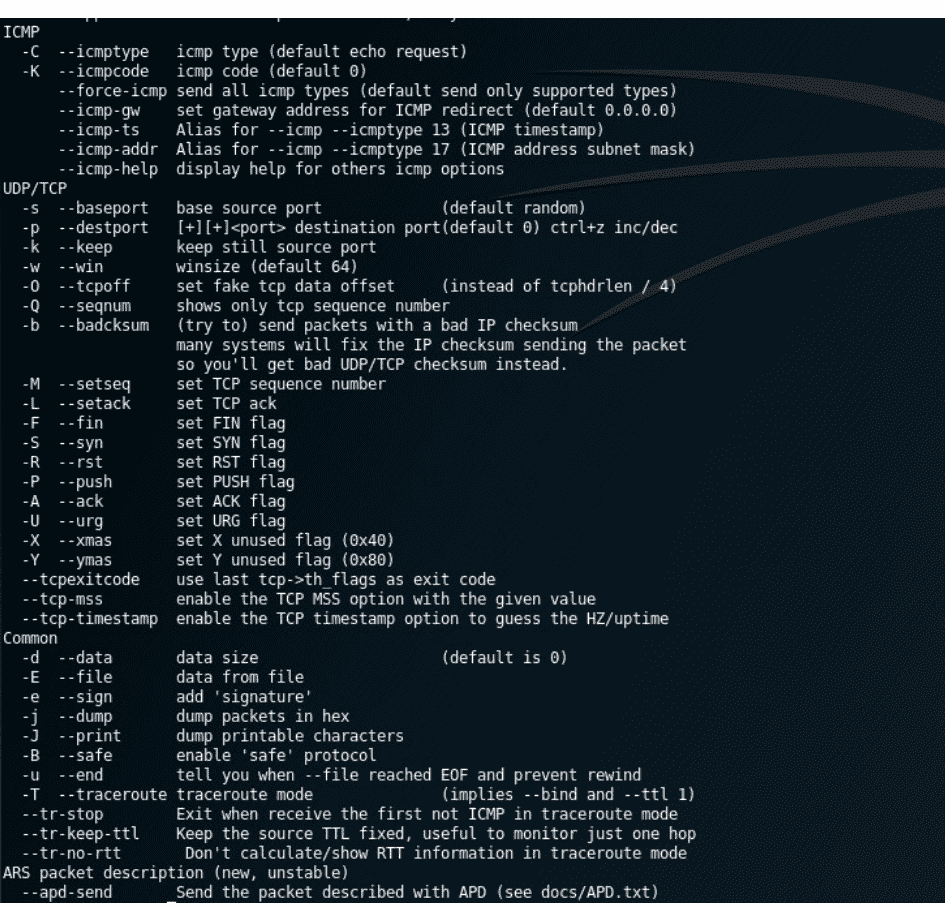 ICMP
  -C  --icmptype   icmp type (default echo request)
  -K  --icmpcode   icmp code (default 0)
      --force-icmp send all icmp types (default send only supported types)
      --icmp-gw    set gateway address for ICMP redirect (default 0.0.0.0)
      --icmp-ts    Alias for --icmp --icmptype 13 (ICMP timestamp)
      --icmp-addr  Alias for --icmp --icmptype 17 (ICMP address subnet mask)
      --icmp-help  display help for others icmp options
UDP/TCP
  -s  --baseport   base source port             (default random)
  -p  --destport   [+][+]<port> destination port(default 0) ctrl+z inc/dec
  -k  --keep       keep still source port
  -w  --win        winsize (default 64)
  -O  --tcpoff     set fake tcp data offset     (instead of tcphdrlen / 4)
  -Q  --seqnum     shows only tcp sequence number
  -b  --badcksum   (try to) send packets with a bad IP checksum
                   many systems will fix the IP checksum sending the packet
                   so you'll get bad UDP/TCP checksum instead.
  -M  --setseq     set TCP sequence number
  -L  --setack     set TCP ack
  -F  --fin        set FIN flag
  -S  --syn        set SYN flag
  -R  --rst        set RST flag
  -P  --push       set PUSH flag
  -A  --ack        set ACK flag
  -U  --urg        set URG flag
  -X  --xmas       set X unused flag (0x40)
  -Y  --ymas       set Y unused flag (0x80)
  --tcpexitcode    use last tcp->th_flags as exit code
  --tcp-mss        enable the TCP MSS option with the given value
  --tcp-timestamp  enable the TCP timestamp option to guess the HZ/uptime
Common
  -d  --data       data size                    (default is 0)
  -E  --file       data from file
  -e  --sign       add 'signature'
  -j  --dump       dump packets in hex
  -J  --print      dump printable characters
  -B  --safe       enable 'safe' protocol
  -u  --end        tell you when --file reached EOF and prevent rewind
  -T  --traceroute traceroute mode              (implies --bind and --ttl 1)
  --tr-stop        Exit when receive the first not ICMP in traceroute mode
  --tr-keep-ttl    Keep the source TTL fixed, useful to monitor just one hop
  --tr-no-rtt       Don't calculate/show RTT information in traceroute mode
ARS packet description (new, unstable)
  --apd-send       Send the packet described with APD (see docs/APD.txt)